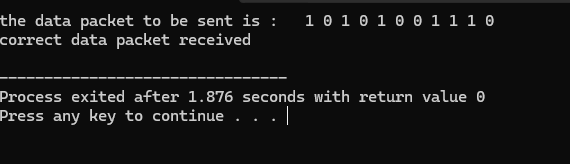 the data packet to be sent is :   1 0 1 0 1 0 0 1 1 1 0
correct data packet received
--------------------------------
Process exited after 1.876 seconds with return value 0
Press any key to continue . . .